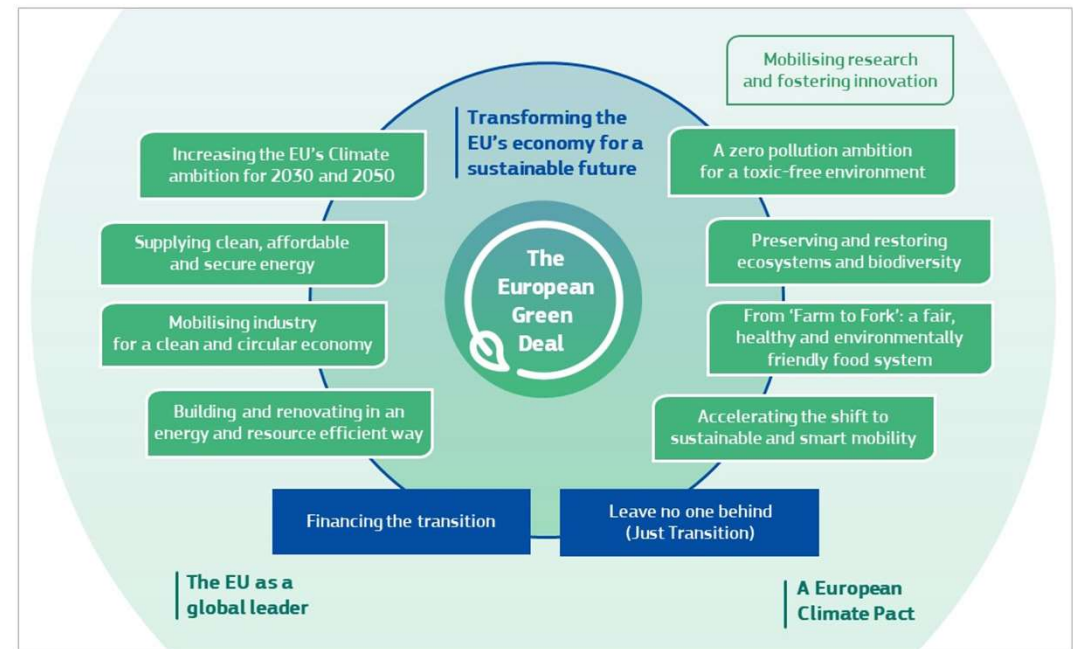 Mobilising research
and fostering innovation
Transforming the
EU's economy for a
sustainable future
Increasing the EU's Climate
ambition for 2030 and 2050
A zero pollution ambition
for a toxic-free environment
Supplying clean, affordable
and secure energy
The
European
Green
Deal
Preserving and restoring
ecosystems and biodiversity
Mobilising industry
for a clean and circular economy
From 'Farm to Fork': a fair,
healthy and environmentally
friendly food system
Building and renovating in an
energy and resource efficient way
Accelerating the shift to
sustainable and smart mobility
Financing the transition
Leave no one behind
(Just Transition)
The EU as a
global leader
A European
Climate Pact